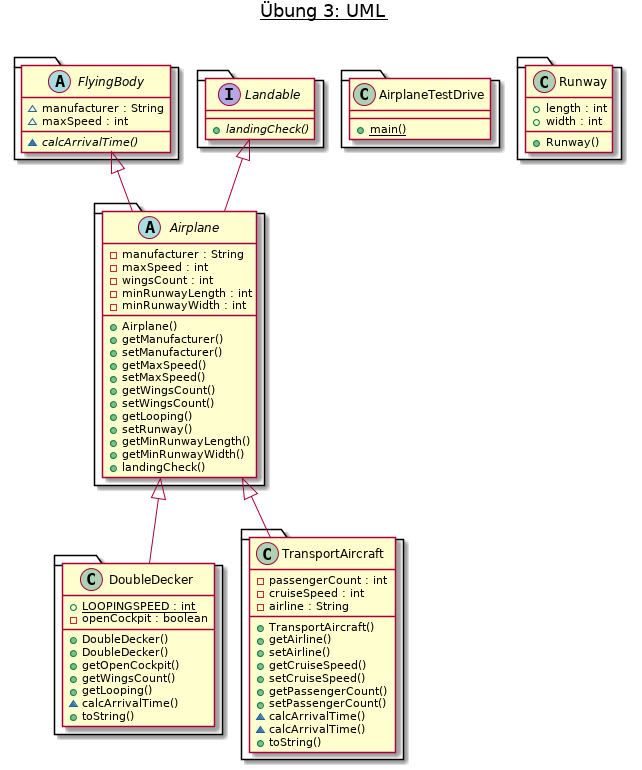 Übung 3: UML
A FlyingBody
manufacturer : String
maxSpeed : int
calcArrivalTime()
I Landable
landingCheck()
C AirplaneTestDrive
main()
C Runway
length : int
width : int
Runway()
A Airplane
manufacturer : String
maxSpeed : int
wingsCount : int
minRunwayLength : int
minRunwayWidth : int
Airplane()
getManufacturer()
setManufacturer()
getMaxSpeed()
setMaxSpeed()
getWingsCount()
setWingsCount()
getLooping()
setRunway()
getMinRunwayLength()
getMinRunwayWidth()
landingCheck()
C DoubleDecker
LOOPINGSPEED : int
openCockpit : boolean
DoubleDecker()
DoubleDecker()
getOpenCockpit()
getWingsCount()
getLooping()
calcArrivalTime()
toString()
C TransportAircraft
passengerCount : int
cruiseSpeed : int
airline : String
TransportAircraft()
getAirline()
setAirline()
getCruiseSpeed()
setCruiseSpeed()
getPassengerCount()
setPassengerCount()
calcArrivalTime()
calcArrivalTime()
toString()